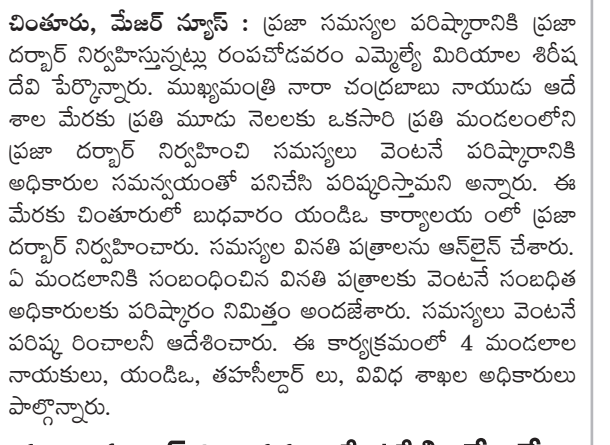 చింతూరు, మేజర్ న్యూస్ : ప్రజా సమస్యల పరిష్కారానికి ప్రజా
దర్బార్ నిర్వహిస్తున్నట్లు రంపచోడవరం ఎమ్మెల్యే మిరియాల శిరీష
దేవి పేర్కొన్నారు. ముఖ్యమంత్రి నారా చంద్రబాబు నాయుడు ఆదే
శాల మేరకు ప్రతి మూడు నెలలకు ఒకసారి ప్రతి మండలంలోని
ప్రజా దర్బార్ నిర్వహించి సమస్యలు వెంటనే పరిష్కారానికి
అధికారుల సమన్వయంతో పనిచేసి పరిష్కరిస్తామని అన్నారు. ఈ
మేరకు చింతూరులో బుధవారం యండిఒ కార్యాలయ ంలో ప్రజా
దర్బార్ నిర్వహించారు. సమస్యల వినతి పత్రాలను ఆన్‌లైన్ చేశారు.
ఏ మండలానికి సంబంధించిన వినతి పత్రాలకు వెంటనే సంబధిత
అధికారులకు పరిష్కారం నిమిత్తం అందజేశారు. సమస్యలు వెంటనే
పరిష్క రించాలనీ ఆదేశించారు. ఈ కార్యక్రమంలో 4 మండలాల
నాయకులు, యండిఒ, తహసీల్దార్ లు, వివిధ శాఖల అధికారులు
పాల్గొన్నారు.